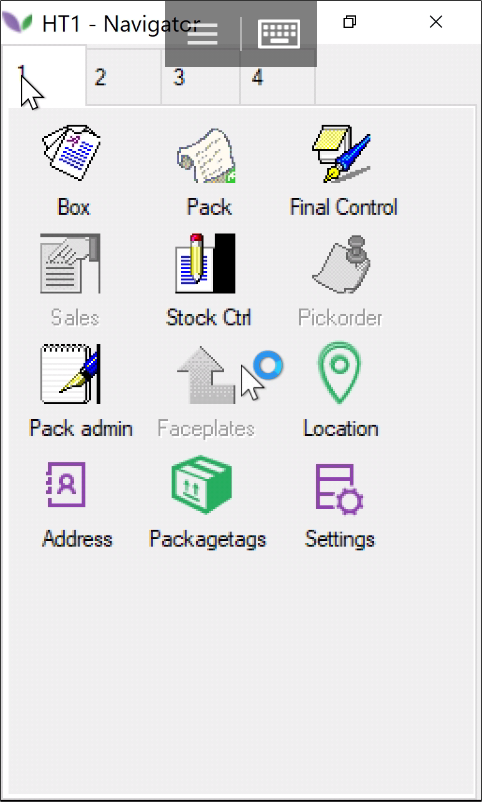 HT1 - Navigator
1 2 3 4
Box Pack Final Control
Sales Stock Ctrl Pickorder
Pack admin Faceplates Location
Address Packagetags Settings